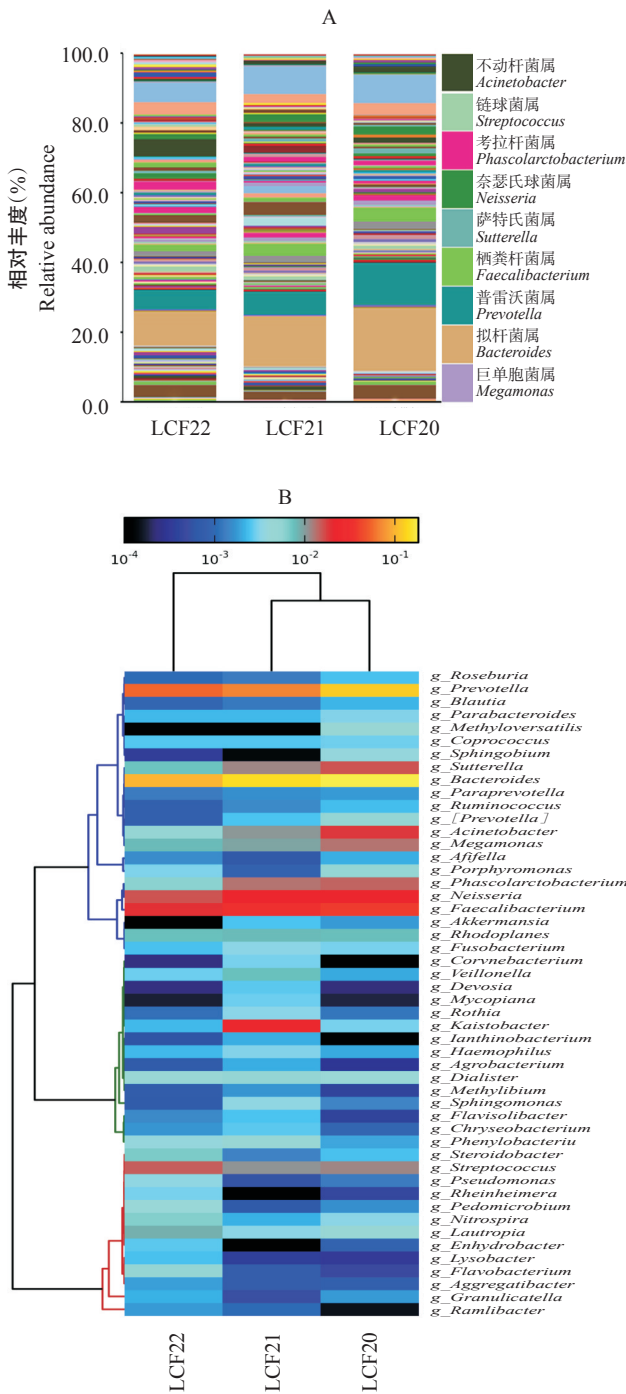 A
相对丰度(%)
Relative abundance
100.0
80.0
60.0
40.0
20.0
0.0
LCF22
LCF21
LCF20
不动杆菌属
Acinetobacter
链球菌属
Streptococcus
考拉杆菌属
Phascolarctobacterium
奈瑟氏球菌属
Neisseria
萨特氏菌属
Sutterella
栖粪杆菌属
Faecalibacterium
普雷沃菌属
Prevotella
拟杆菌属
Bacteroides
巨单胞菌属
Megamonas
B
10-4
10-3
10-2
10-1
g_Roseburia
g_Prevotella
g_Blautia
g_Parabacteroides
g_Methyloversatilis
g_Coprococcus
g_Sphingobium
g_Sutterella
g_Bacteroides
g_Paraprevotella
g_Ruminococcus
g_[Prevotella]
g_Acinetobacter
g_Megamonas
g_Afifella
g_Porphyromonas
g_Phascolarctobacterium
g_Neisseria
g_Faecalibacterium
g_Akkermansia
g_Rhodoplanes
g_Fusobacterium
g_Corynebacterium
g_Veillonella
g_Devosia
g_Mycopiana
g_Rothia
g_Kaistobacter
g_Ianthinobacterium
g_Haemophilus
g_Agrobacterium
g_Dialister
g_Methylibium
g_Sphingomonas
g_Flavisolibacter
g_Chryseobacterium
g_Phenylobacteriu
g_Steroidobacter
g_Streptococcus
g_Pseudomonas
g_Rheinheimera
g_Pedomicrobium
g_Nitrospira
g_Lautropia
g_Enhydrobacter
g_Lysobacter
g_Flavobacterium
g_Aggregatibacter
g_Granulicatella
g_Ramlibacter
LCF22
LCF21
LCF20